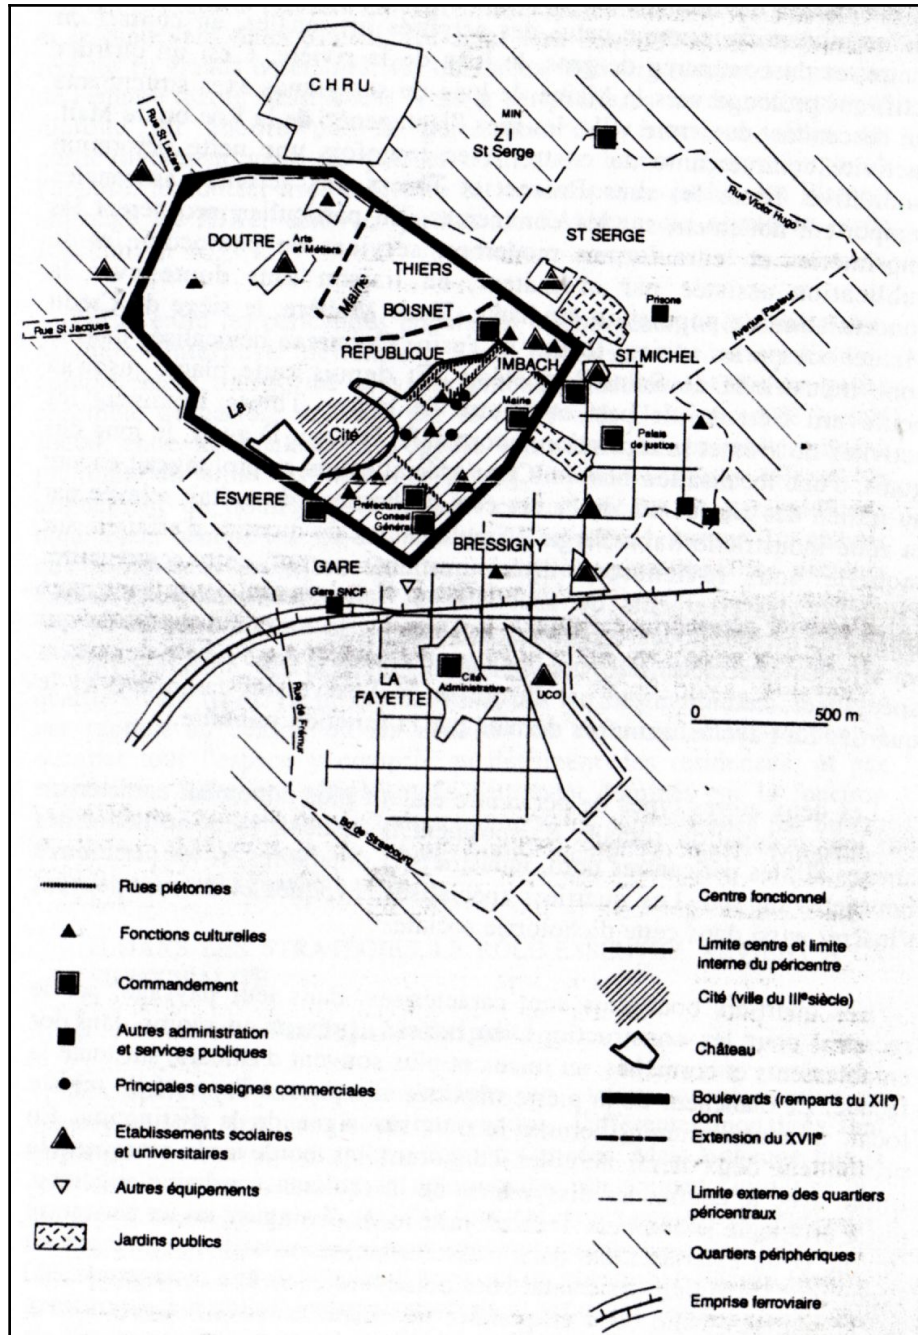 CHRU
MIN
ZI
St Serge
Rue St Lazare
Rue Victor Hugo
DOUTRE
Arts
et Métiers
ST SERGE
THIERS
Maine
Prisons
BOISNET
Avenue Pasteur
Rue St Jacques
REPUBLIQUE
IMBACH
ST MICHEL
La
Mairie
Cité
Palais
de justice
ESVIERE
Préfecture
Conseil
Général
BRESSIGNY
GARE
Gare SNCF
LA
FAYETTE
Cité
Administrative
UCO
0 500 m
Rue de Frémur
Bd de Strasbourg
Rues piétonnes
Fonctions culturelles
Commandement
Autres administration
services publiques
Principales enseignes commerciales
Etablissements scolaires
et universitaires
Autres équipements
Jardins publics
Centre fonctionnel
Limite centre et limite
interne du péricentre
Cité (ville du IIIe siècle)
Château
Boulevards (remparts du XIIe)
dont
Extension du XVIIe
Limite externe des quartiers
péricentraux
Quartiers périphériques
Emprise ferroviaire